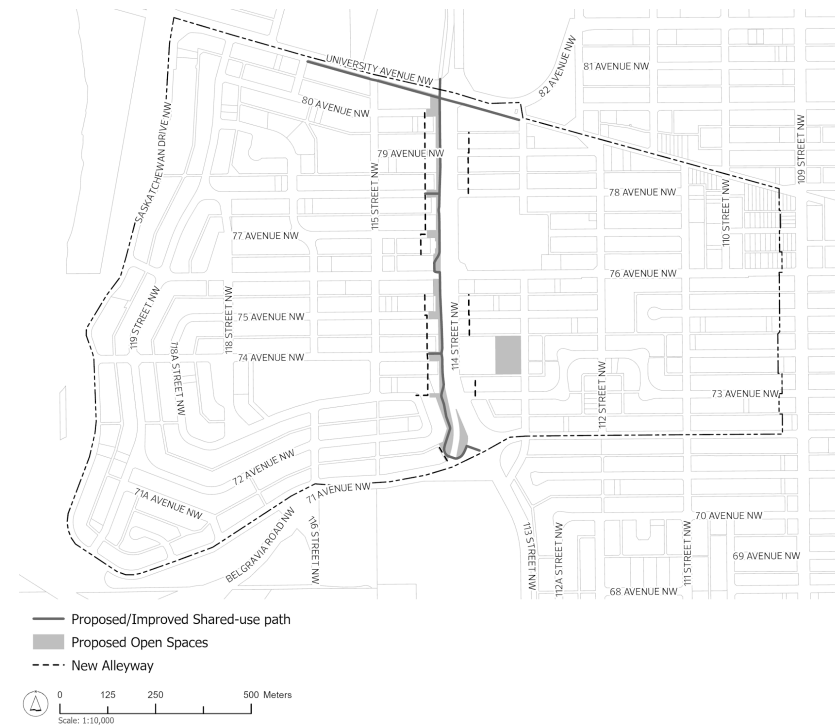 82 AVENUE NW
81 AVENUE NW
UNIVERSITY AVENUE NW
80 AVENUE NW
109 STREET NW
SASKATCHEWAN DRIVE NW
79 AVENUE NW
115 STREET NW
78 AVENUE NW
110 STREET NW
77 AVENUE NW
76 AVENUE NW
119 STREET NW
118 STREET NW
75 AVENUE NW
114 STREET NW
118A STREET NW
74 AVENUE NW
112 STREET NW
73 AVENUE NW
72 AVENUE NW
71A AVENUE NW
71 AVENUE NW
BELGRAVIA ROAD NW
116 STREET NW
113 STREET NW
112A STREET NW
111 STREET NW
70 AVENUE NW
69 AVENUE NW
68 AVENUE NW
Proposed/Improved Shared-use path
Proposed Open Spaces
New Alleyway
0 125 250 500 Meters
Scale: 1:10,000